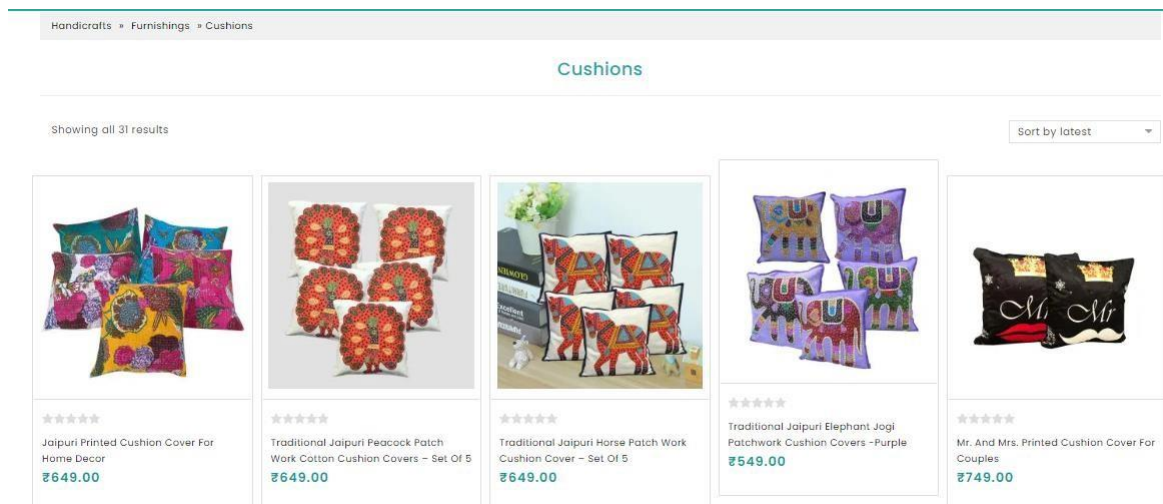 Handicrafts » Furnishings » Cushions
Cushions
Showing all 31 results
Sort by latest
Jaipuri Printed Cushion Cover For
Home Decor
₹649.00
Traditional Jaipuri Peacock Patch
Work Cotton Cushion Covers – Set Of 5
₹649.00
Traditional Jaipuri Horse Patch Work
Cushion Cover – Set Of 5
₹649.00
Traditional Jaipuri Elephant Jogi
Patchwork Cushion Covers -Purple
₹549.00
Mr
Mr. And Mrs. Printed Cushion Cover For
Couples
₹749.00